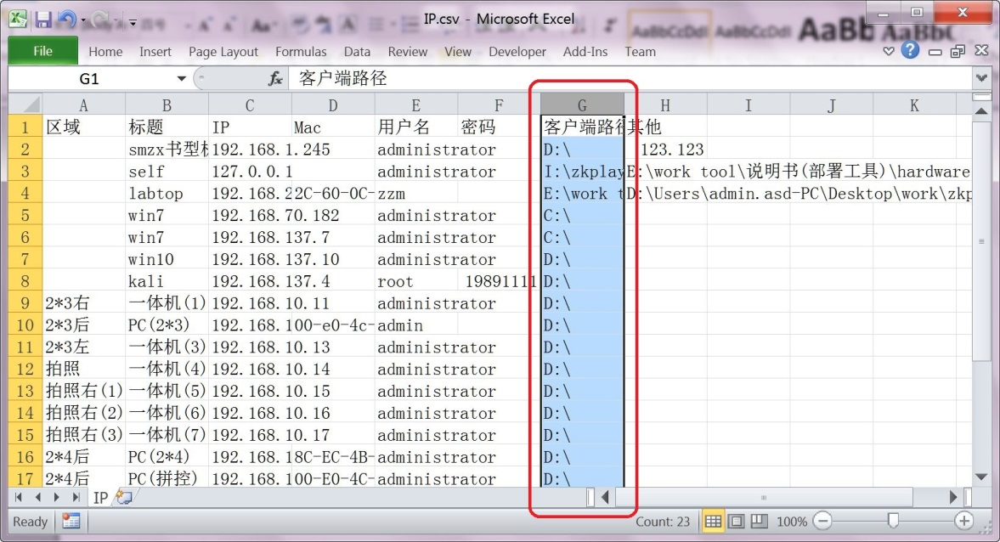 IP.csv - Microsoft Excel
File Home Insert Page Layout Formulas Data Review View Developer Add-Ins Team
G1 fx 客户端路径
A B C D E F G H I J K
1 区域 标题 IP Mac 用户名 密码 客户端路径 其他
2 smzx书型 192.168.1.245 administrator D:\ 123.123
3 self 127.0.0.1 administrator I:\zkplay E:\work tool\说明书(部署工具)\hardware
4 labtop 192.168.2 2C-60-0C- zzm E:\work t D:\Users\admin.asd-PC\Desktop\work\zkp
5 win7 192.168.70.182 administrator C:\
6 win7 192.168.137.7 administrator C:\
7 win10 192.168.137.10 administrator D:\
8 kali 192.168.137.4 root 19891111 D:\
9 2*3右 一体机(1) 192.168.10.11 administrator D:\
10 2*3后 PC(2*3) 192.168.1 00-e0-4c- admin D:\
11 2*3左 一体机(3) 192.168.10.13 administrator D:\
12 拍照 一体机(4) 192.168.10.14 administrator D:\
13 拍照右(1) 一体机(5) 192.168.10.15 administrator D:\
14 拍照右(2) 一体机(6) 192.168.10.16 administrator D:\
15 拍照右(3) 一体机(7) 192.168.10.17 administrator D:\
16 2*4后 PC(2*4) 192.168.1 8C-EC-4B- administrator D:\
17 2*4后 PC(拼控) 192.168.1 00-E0-4C- administrator D:\
IP
Ready Count: 23 100%